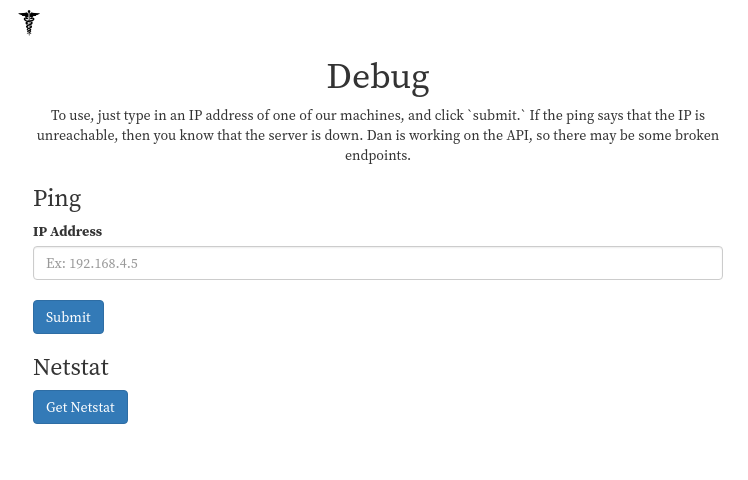 Debug
To use, just type in an IP address of one of our machines, and click `submit.` If the ping says that the IP is
unreachable, then you know that the server is down. Dan is working on the API, so there may be some broken
endpoints.
Ping
IP Address
Ex: 192.168.4.5
Submit
Netstat
Get Netstat